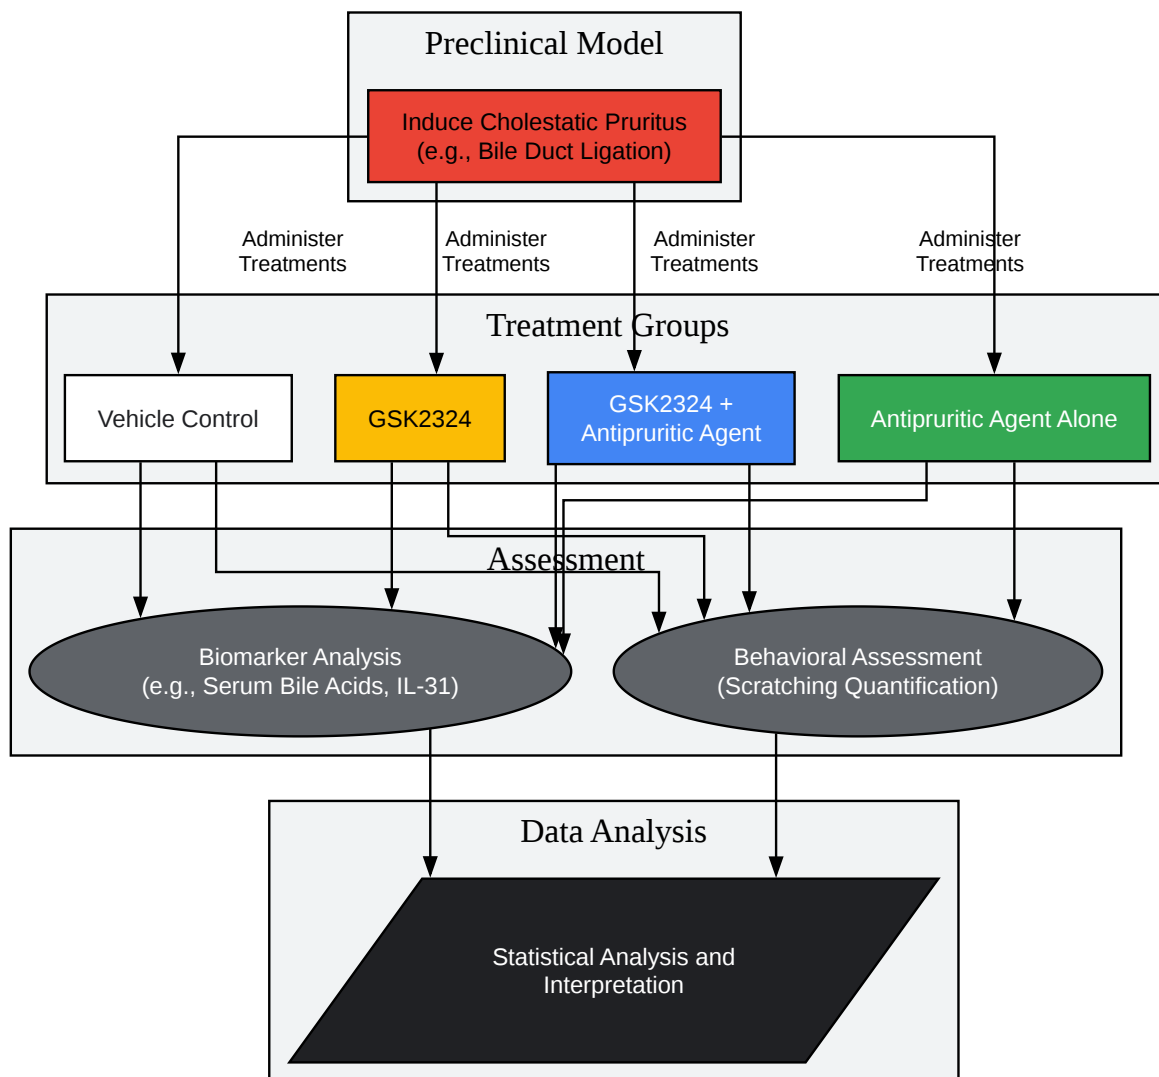 Preclinical Model
Induce Cholestatic Pruritus
(e.g., Bile Duct Ligation)
Administer
Treatments
Administer
Treatments
Administer
Treatments
Administer
Treatments
Treatment Groups
Vehicle Control
GSK2324
GSK2324 +
Antipruritic Agent
Antipruritic Agent Alone
Assessment
Biomarker Analysis
(e.g., Serum Bile Acids, IL-31)
Behavioral Assessment
(Scratching Quantification)
Data Analysis
Statistical Analysis and
Interpretation